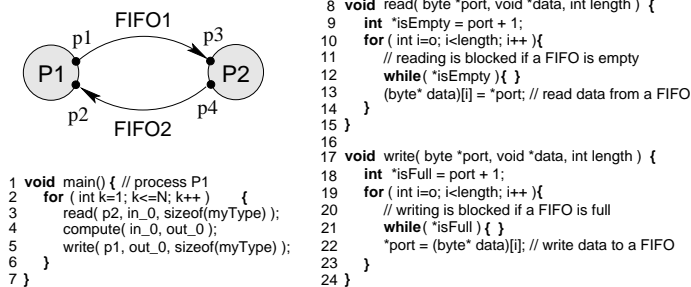 FIFO1
p1
p3
P1
P2
p2
p4
FIFO2
1 void main() { // process P1
2 for ( int k=1; k<=N; k++ ) {
3 read( p2, in_0, sizeof(myType) );
4 compute( in_0, out_0 );
5 write( p1, out_0, sizeof(myType) );
6 }
7 }
8 void read( byte *port, void *data, int length ) {
9 int *isEmpty = port + 1;
10 for ( int i=o; i<length; i++ ){
11 // reading is blocked if a FIFO is empty
12 while( *isEmpty ){ }
13 (byte* data)[i] = *port; // read data from a FIFO
14 }
15 }
16
17 void write( byte *port, void *data, int length ) {
18 int *isFull = port + 1;
19 for ( int i=o; i<length; i++ ){
20 // writing is blocked if a FIFO is full
21 while( *isFull ) { }
22 *port = (byte* data)[i]; // write data to a FIFO
23 }
24 }